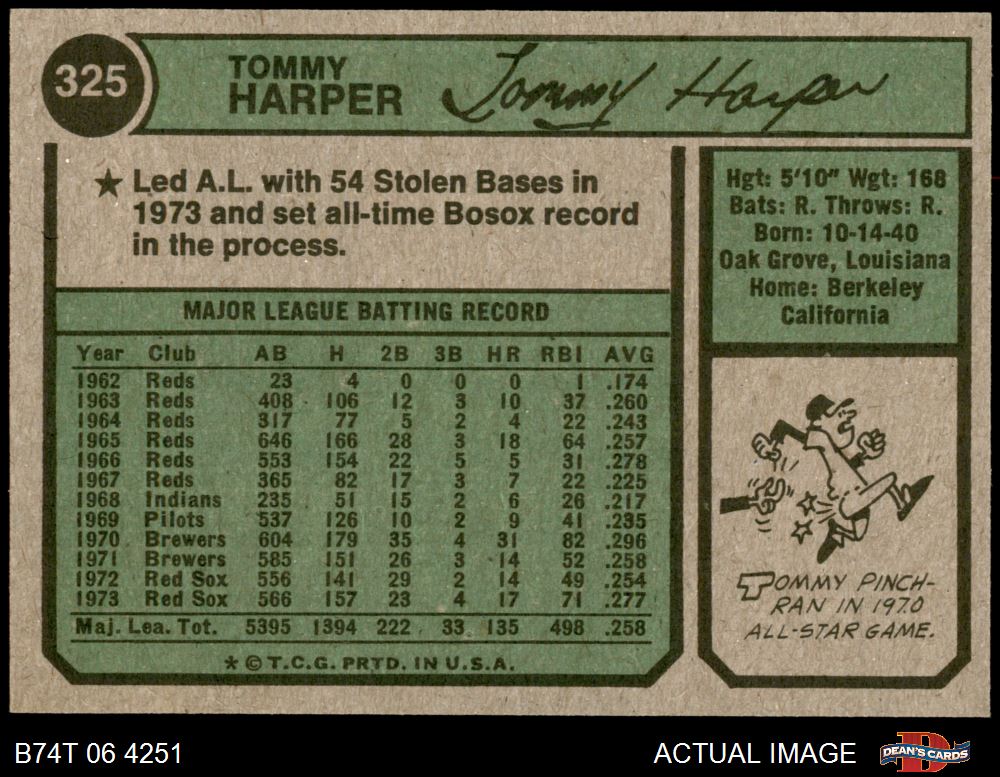 325
TOMMY
HARPER
Tommy Harper
★ Led A.L. with 54 Stolen Bases in
1973 and set all-time Bosox record
in the process.
Hgt: 5'10" Wgt: 168
Bats: R. Throws: R.
Born: 10-14-40
Oak Grove, Louisiana
Home: Berkeley
California
MAJOR LEAGUE BATTING RECORD
Year Club AB H 2B 3B HR RBI AVG
1962 Reds 23 4 0 0 0 1 .174
1963 Reds 408 106 12 3 10 37 .260
1964 Reds 317 77 5 2 4 22 .243
1965 Reds 646 166 28 3 18 64 .257
1966 Reds 553 154 22 5 5 31 .278
1967 Reds 365 82 17 3 7 22 .225
1968 Indians 235 51 15 2 6 26 .217
1969 Pilots 537 126 10 2 9 41 .235
1970 Brewers 604 179 35 4 31 82 .296
1971 Brewers 585 151 26 3 14 52 .258
1972 Red Sox 556 141 29 2 14 49 .254
1973 Red Sox 566 157 23 4 17 71 .277
Maj. Lea. Tot. 5395 1394 222 33 135 498 .258
★ © T.C.G. PRTD. IN U.S.A.
TOMMY PINCH-
RAN IN 1970
ALL-STAR GAME.
B74T 06 4251
ACTUAL IMAGE
DEAN'S CARDS